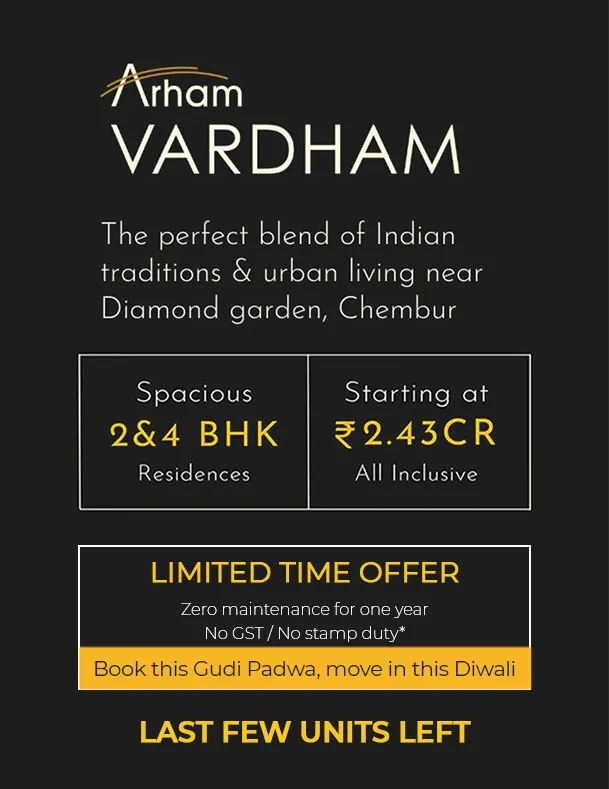 Arham
VARDHAM
The perfect blend of Indian
traditions & urban living near
Diamond garden, Chembur
Spacious
2&4 BHK
Residences
Starting at
₹2.43CR
All Inclusive
LIMITED TIME OFFER
Zero maintenance for one year
No GST / No stamp duty*
Book this Gudi Padwa, move in this Diwali
LAST FEW UNITS LEFT